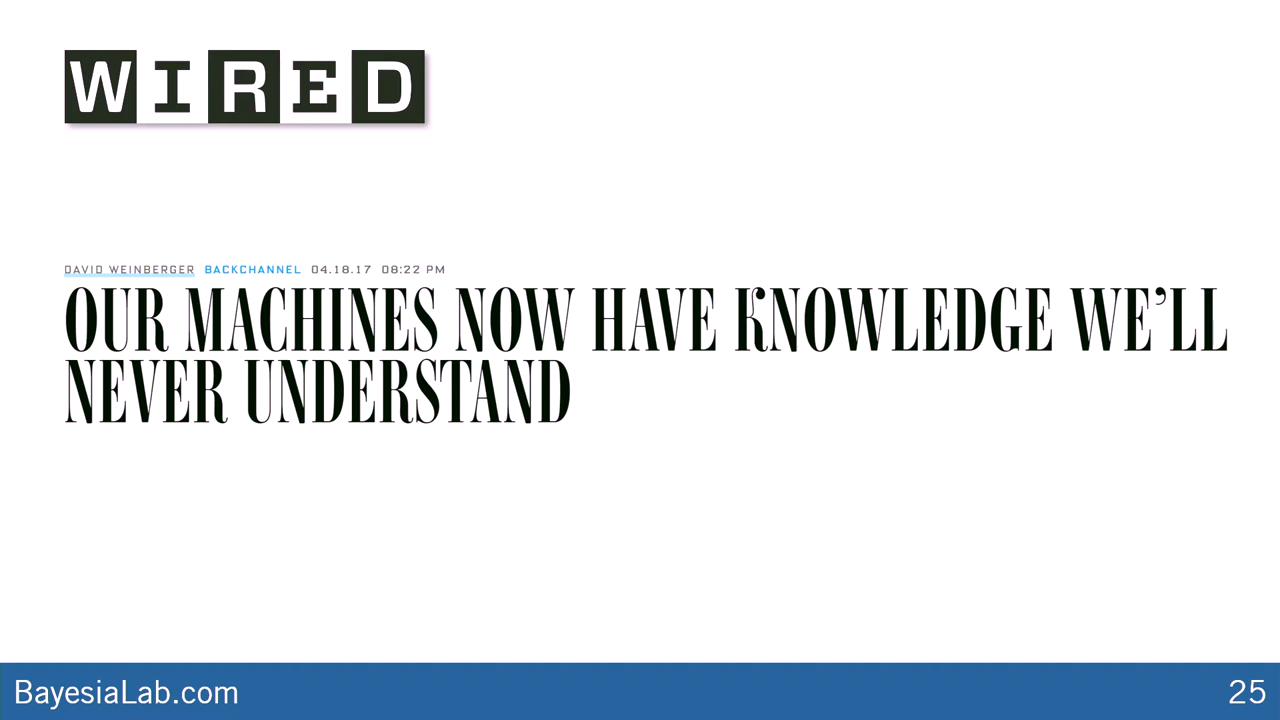 WIRED
DAVID WEINBERGER BACKCHANNEL 04.18.17 08:22 PM
OUR MACHINES NOW HAVE KNOWLEDGE WE’LL
NEVER UNDERSTAND
BayesiaLab.com 25